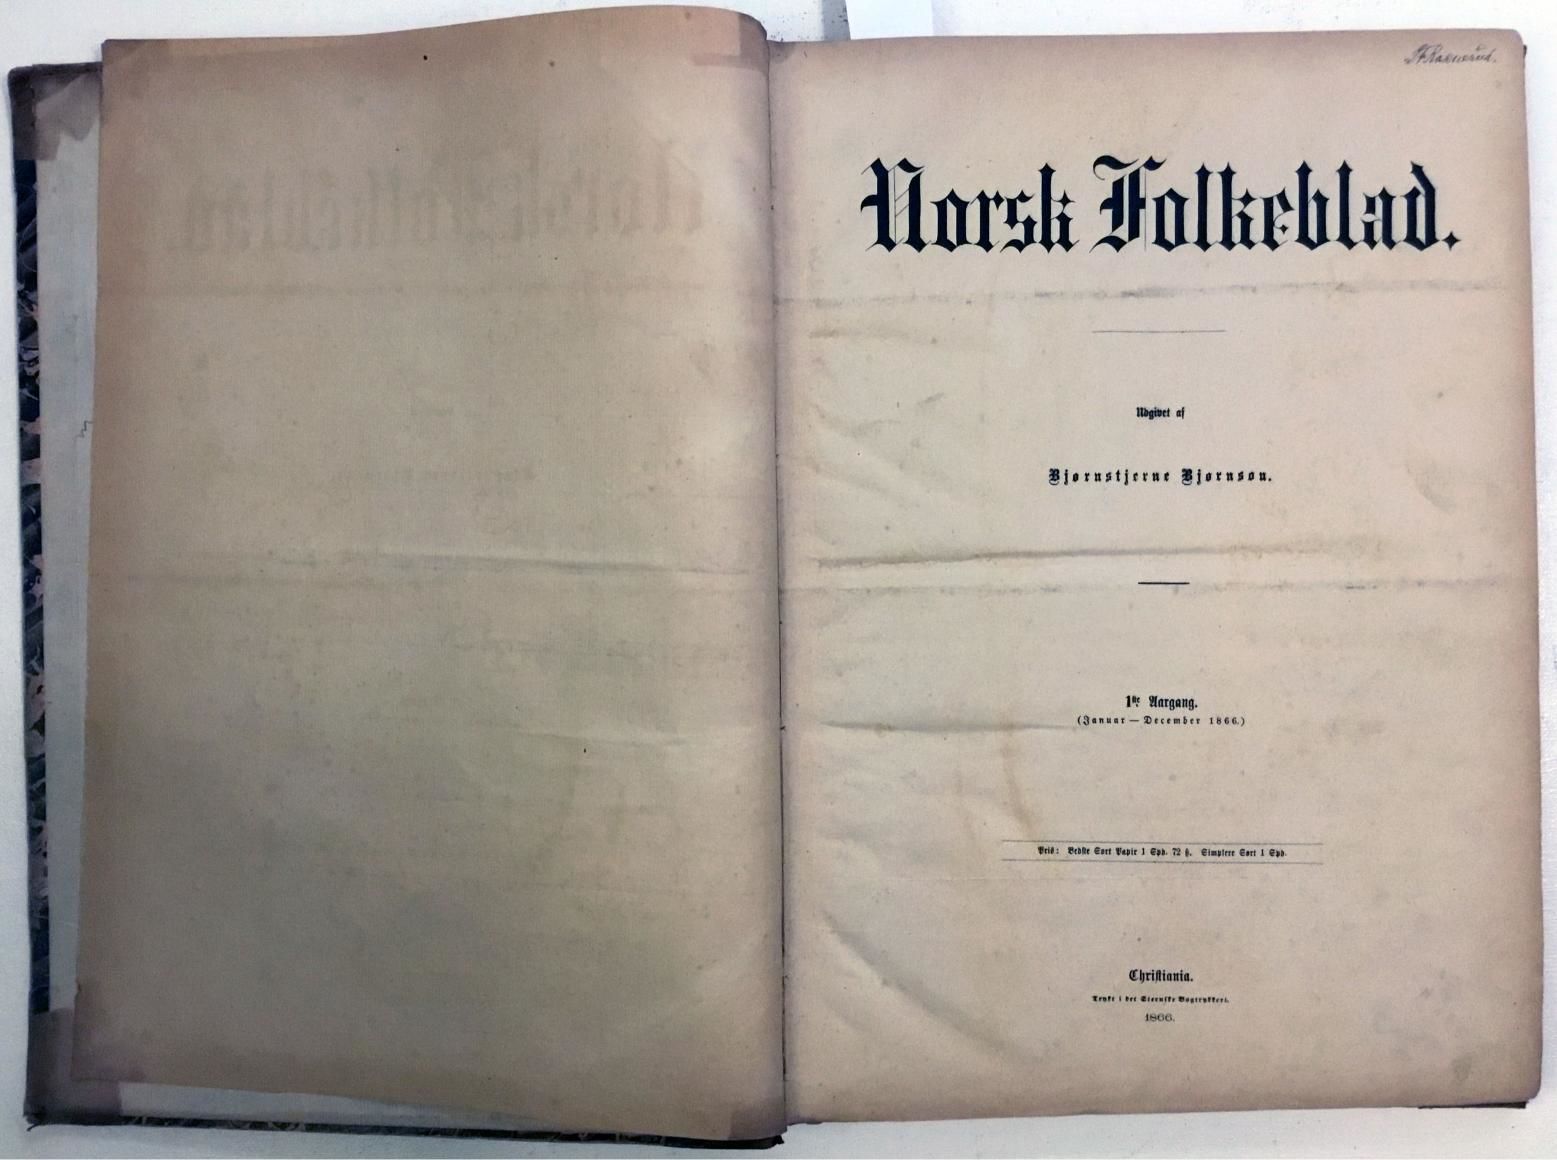 Norsk Folkeblad.
Udgivet af
Bjørnstjerne Bjørnson.
1ste Aargang.
(Januar — December 1866.)
Pris: Bedste Sort Papir 1 Spd. 72 ß. Simplere Sort 1 Spd.
Christiania.
Trykt i det Steenske Bogtrykkeri.
1866.